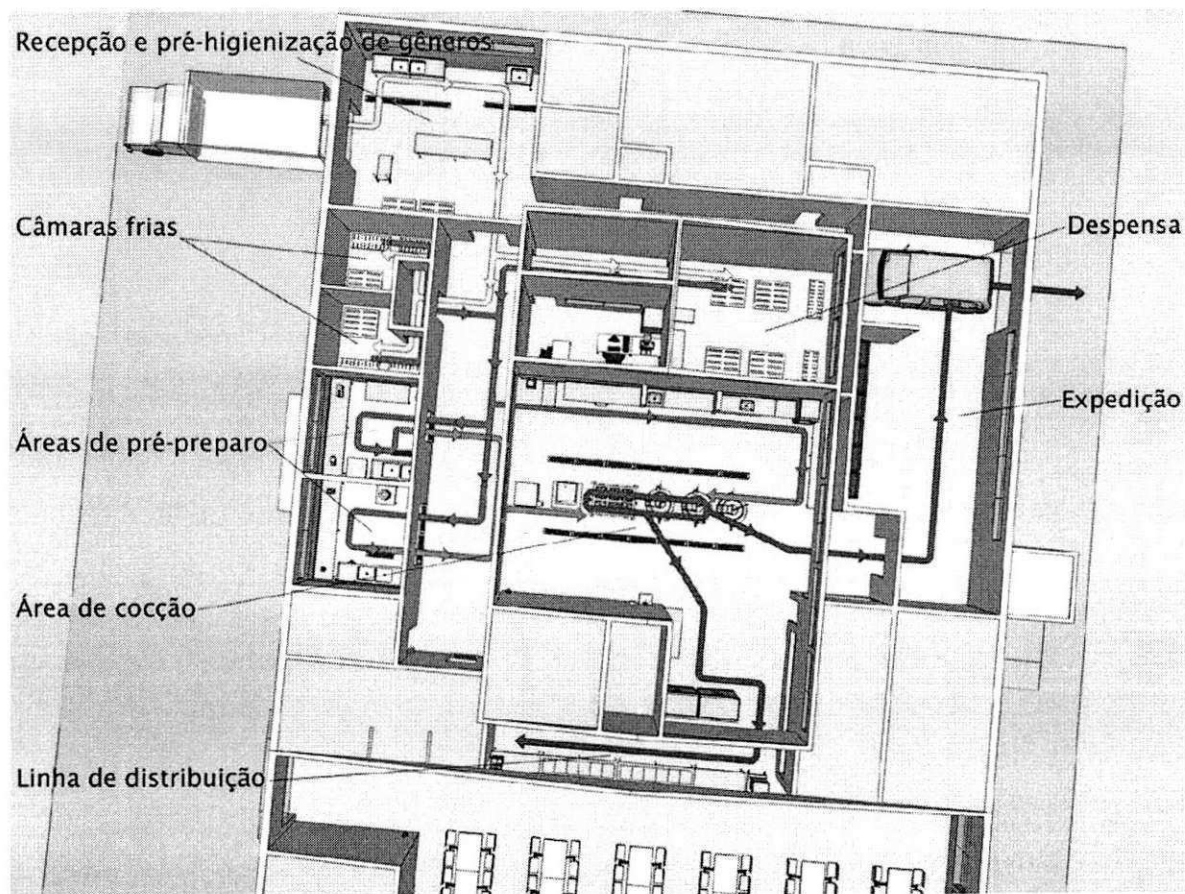 Recepção e pré-higienização de gêneros
Câmaras frias
Despensa
Expedição
Áreas de pré-preparo
Área de cocção
Linha de distribuição